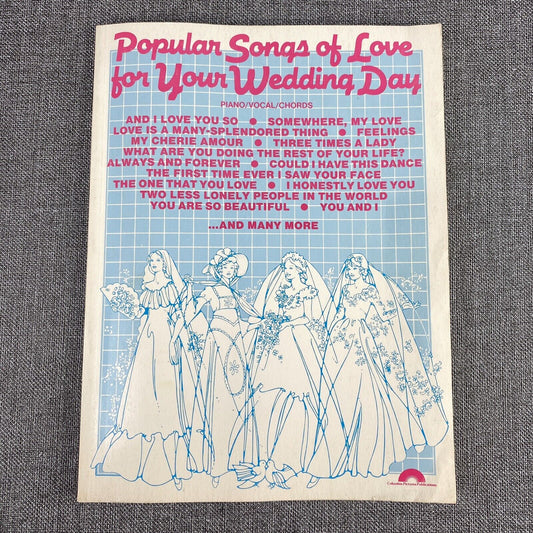 Popular Songs of Love
for Your Wedding Day
PIANO/VOCAL/CHORDS
AND I LOVE YOU SO ● SOMEWHERE, MY LOVE
LOVE IS A MANY-SPLENDORED THING ● FEELINGS
MY CHERIE AMOUR ● THREE TIMES A LADY
WHAT ARE YOU DOING THE REST OF YOUR LIFE?
ALWAYS AND FOREVER ● COULD I HAVE THIS DANCE
THE FIRST TIME EVER I SAW YOUR FACE
THE ONE THAT YOU LOVE ● I HONESTLY LOVE YOU
TWO LESS LONELY PEOPLE IN THE WORLD
YOU ARE SO BEAUTIFUL ● YOU AND I
...AND MANY MORE
Columbia Pictures Publications